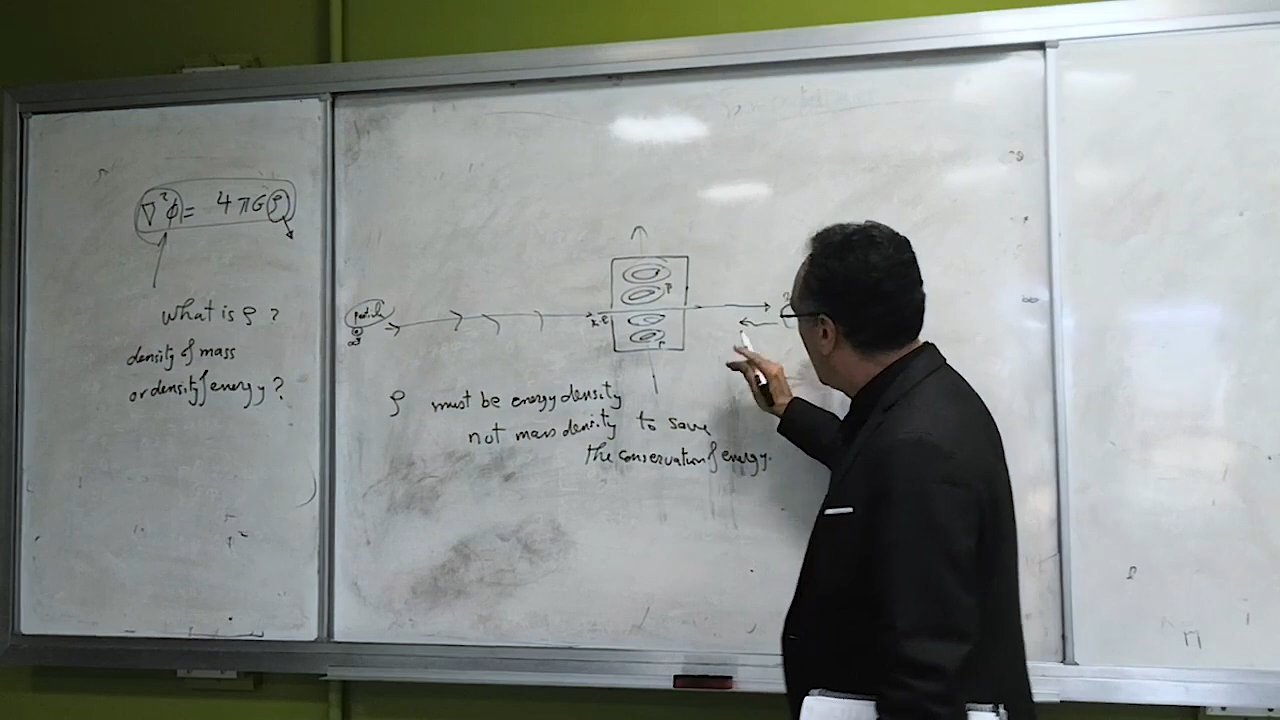 ∇²φ = 4πGρ
What is ρ ?
density of mass
or density of energy ?
particle
ρ must be energy density
not mass density to save
the conservation of energy.